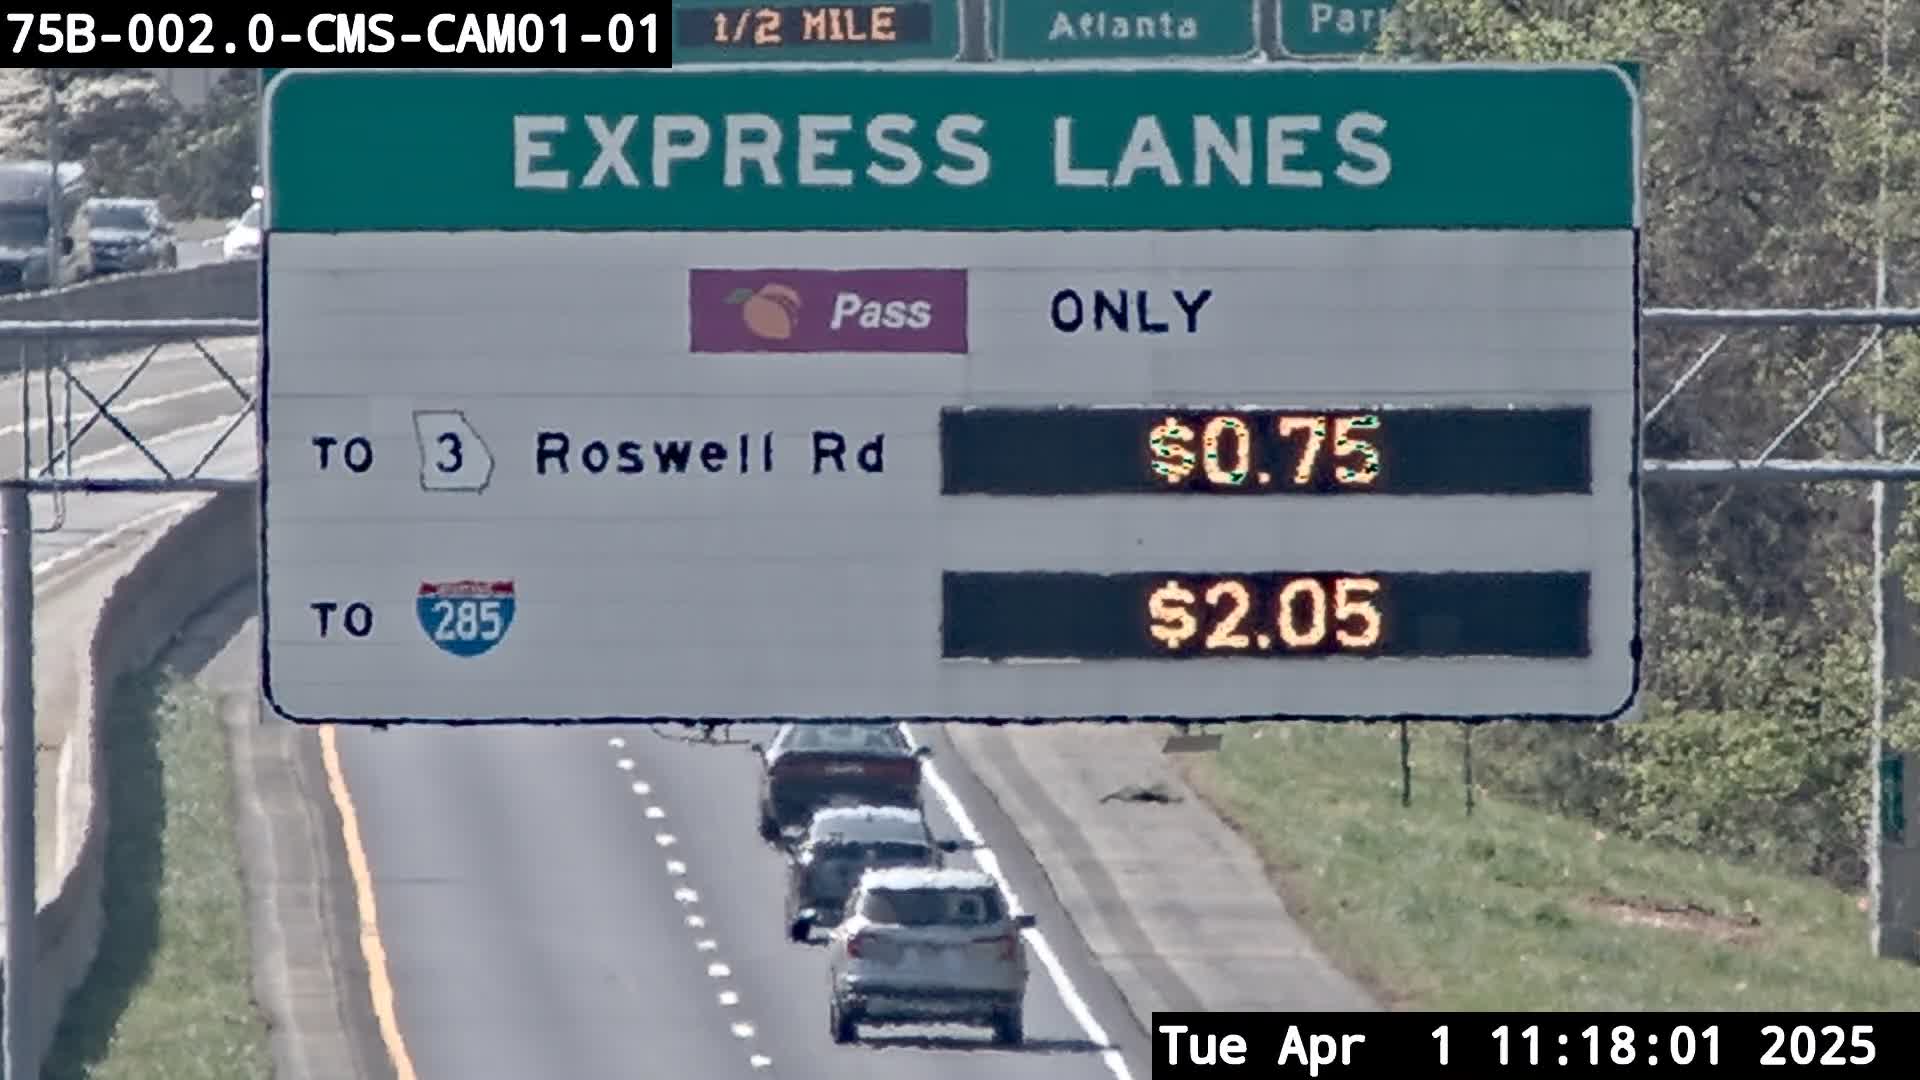 75B-002.0-CMS-CAM01-01
1/2 MILE
Atlanta
EXPRESS LANES
Pass ONLY
TO 3 Roswell Rd $0.75
TO 285 $2.05
Tue Apr 1 11:18:01 2025